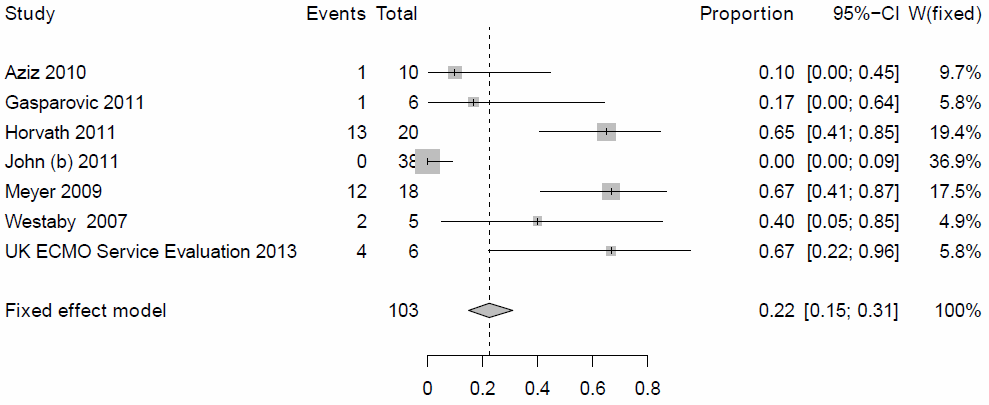 Study Events Total Proportion 95%−CI W(fixed)
Aziz 2010 1 10 0.10 [0.00; 0.45] 9.7%
Gasparovic 2011 1 6 0.17 [0.00; 0.64] 5.8%
Horvath 2011 13 20 0.65 [0.41; 0.85] 19.4%
John (b) 2011 0 38 0.00 [0.00; 0.09] 36.9%
Meyer 2009 12 18 0.67 [0.41; 0.87] 17.5%
Westaby 2007 2 5 0.40 [0.05; 0.85] 4.9%
UK ECMO Service Evaluation 2013 4 6 0.67 [0.22; 0.96] 5.8%
Fixed effect model 103 0.22 [0.15; 0.31] 100%
0 0.2 0.4 0.6 0.8